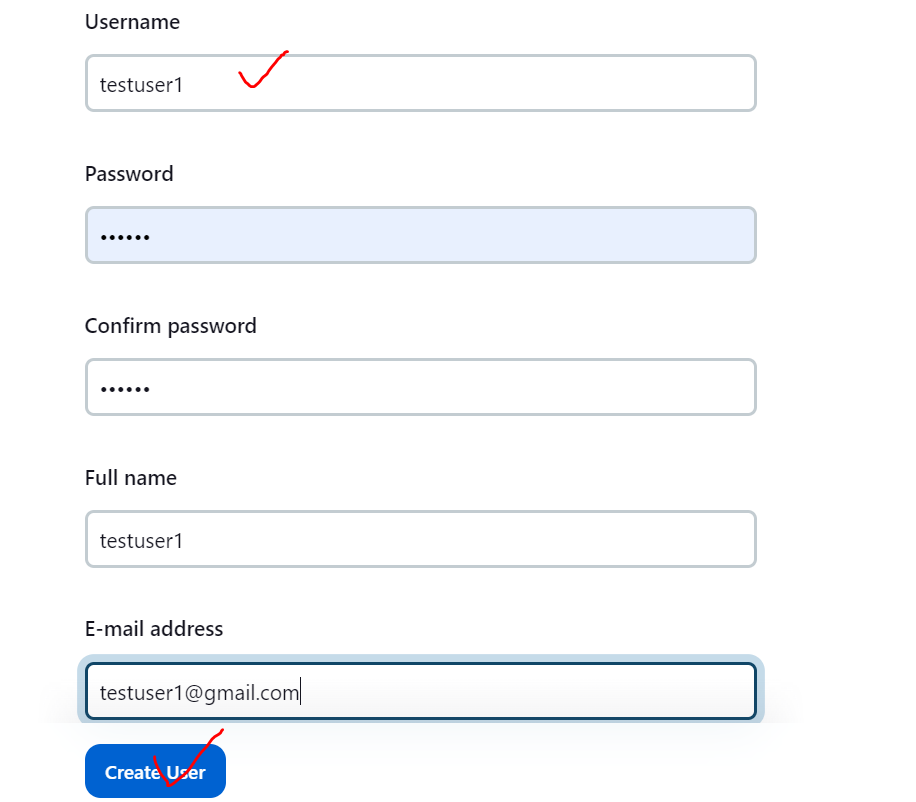 Username
testuser1
Password
••••••
Confirm password
••••••
Full name
testuser1
E-mail address
testuser1@gmail.com
Create User